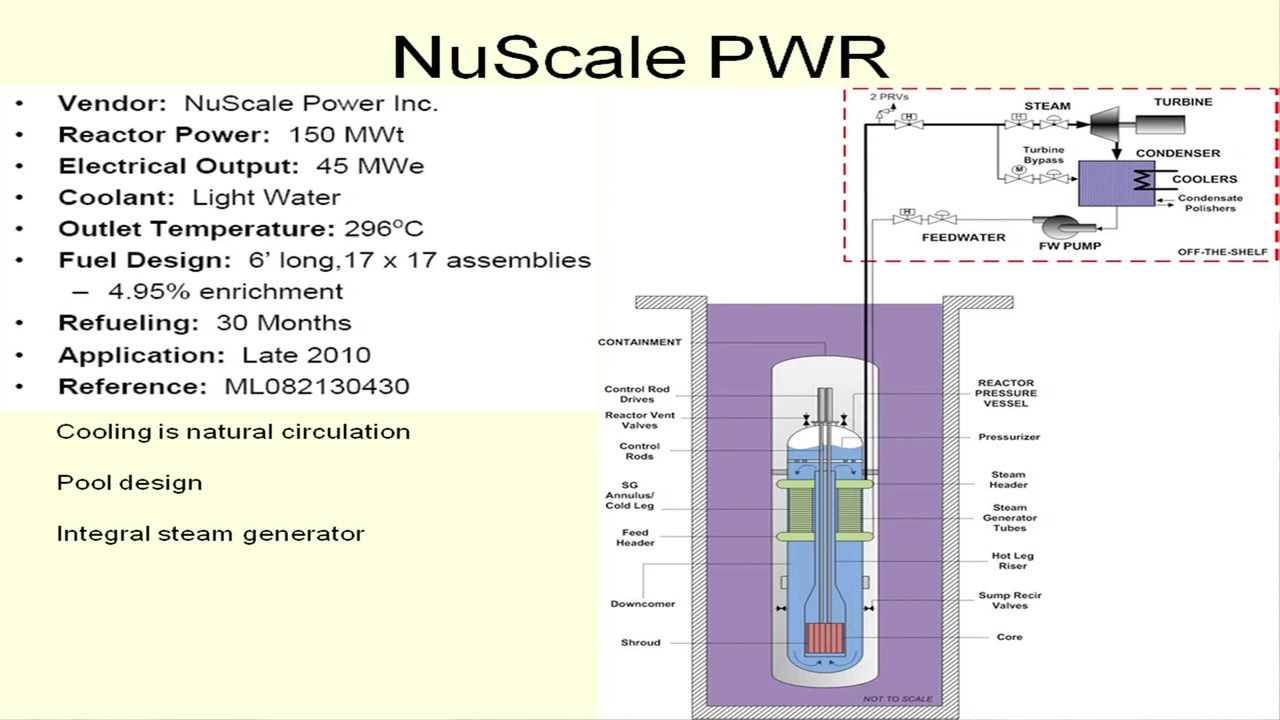 NuScale PWR
• Vendor: NuScale Power Inc.
• Reactor Power: 150 MWt
• Electrical Output: 45 MWe
• Coolant: Light Water
• Outlet Temperature: 296ºC
• Fuel Design: 6’ long,17 x 17 assemblies
– 4.95% enrichment
• Refueling: 30 Months
• Application: Late 2010
• Reference: ML082130430
Cooling is natural circulation
Pool design
Integral steam generator
2 PRVs
H
STEAM
H
TURBINE
Turbine
Bypass
M
CONDENSER
COOLERS
Condensate
Polishers
H
FEEDWATER
FW PUMP
OFF-THE-SHELF
CONTAINMENT
Control Rod
Drives
Reactor Vent
Valves
Control
Rods
SG
Annulus/
Cold Leg
Feed
Header
Downcomer
Shroud
REACTOR
PRESSURE
VESSEL
Pressurizer
Steam
Header
Steam
Generator
Tubes
Hot Leg
Riser
Sump Recir
Valves
Core
NOT TO SCALE